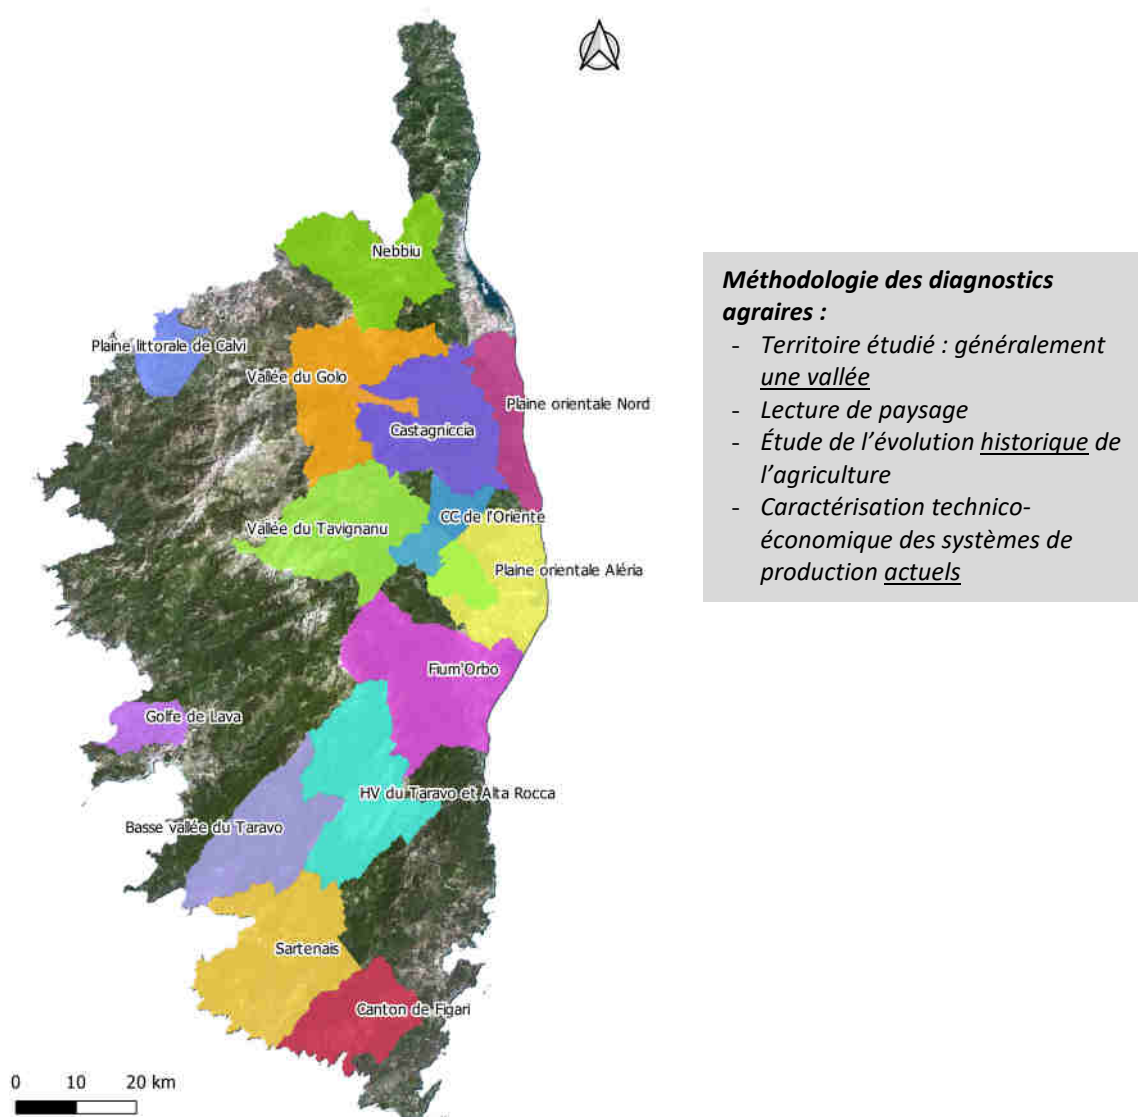 Nebbiu
Plaine littorale de Calvi
Vallée du Golo
Plaine orientale Nord
Castagniccia
CC de l'Oriente
Vallée du Tavignanu
Plaine orientale Aléria
Fium'Orbo
Golfe de Lava
HV du Taravo et Alta Rocca
Basse vallée du Taravo
Sartenais
Canton de Figari
0 10 20 km
Méthodologie des diagnostics
agraires :
- Territoire étudié : généralement
une vallée
- Lecture de paysage
- Étude de l’évolution historique de
l’agriculture
- Caractérisation technico-
économique des systèmes de
production actuels